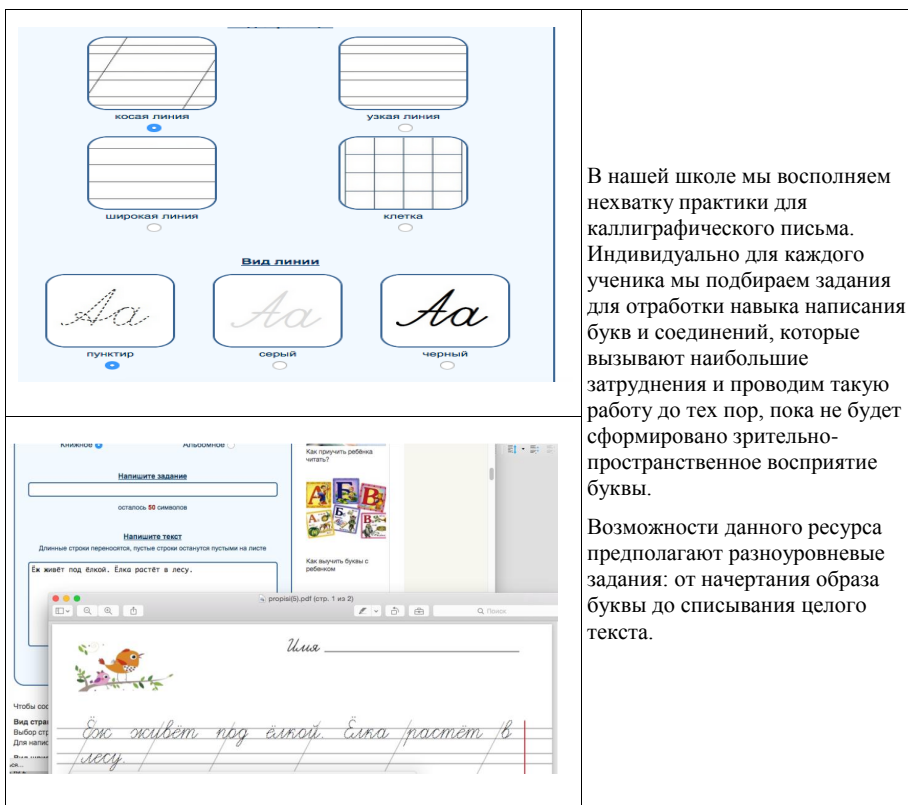 косая линия
узкая линия
широкая линия
клетка
Вид линии
Аа
Аа
Аа
пунктир
серый
черный
В нашей школе мы восполняем
нехватку практики для
каллиграфического письма.
Индивидуально для каждого
ученика мы подбираем задания
для отработки навыка написания
букв и соединений, которые
вызывают наибольшие
затруднения и проводим такую
работу до тех пор, пока не будет
сформировано зрительно-
пространственное восприятие
буквы.
Возможности данного ресурса
предполагают разноуровневые
задания: от начертания образа
буквы до списывания целого
текста.
Книжное
Альбомное
Напишите задание
осталось 50 символов
Напишите текст
Длинные строки переносятся, пустые строки останутся пустыми на листе
Ёж живёт под ёлкой. Ёлка растёт в лесу.
Как приучить ребёнка
читать?
А Б В
Как выучить буквы с
ребенком
propisi(5).pdf (стр. 1 из 2)
Поиск
Имя
Ёж живёт под ёлкой. Ёлка растёт в
лесу.
Чтобы
Вид
Выбор
Для